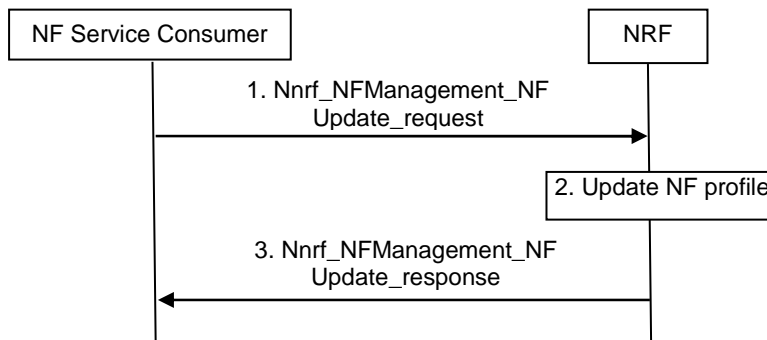 NF Service Consumer
NRF
1. Nnrf_NFManagement_NF
Update_request
2. Update NF profile
3. Nnrf_NFManagement_NF
Update_response